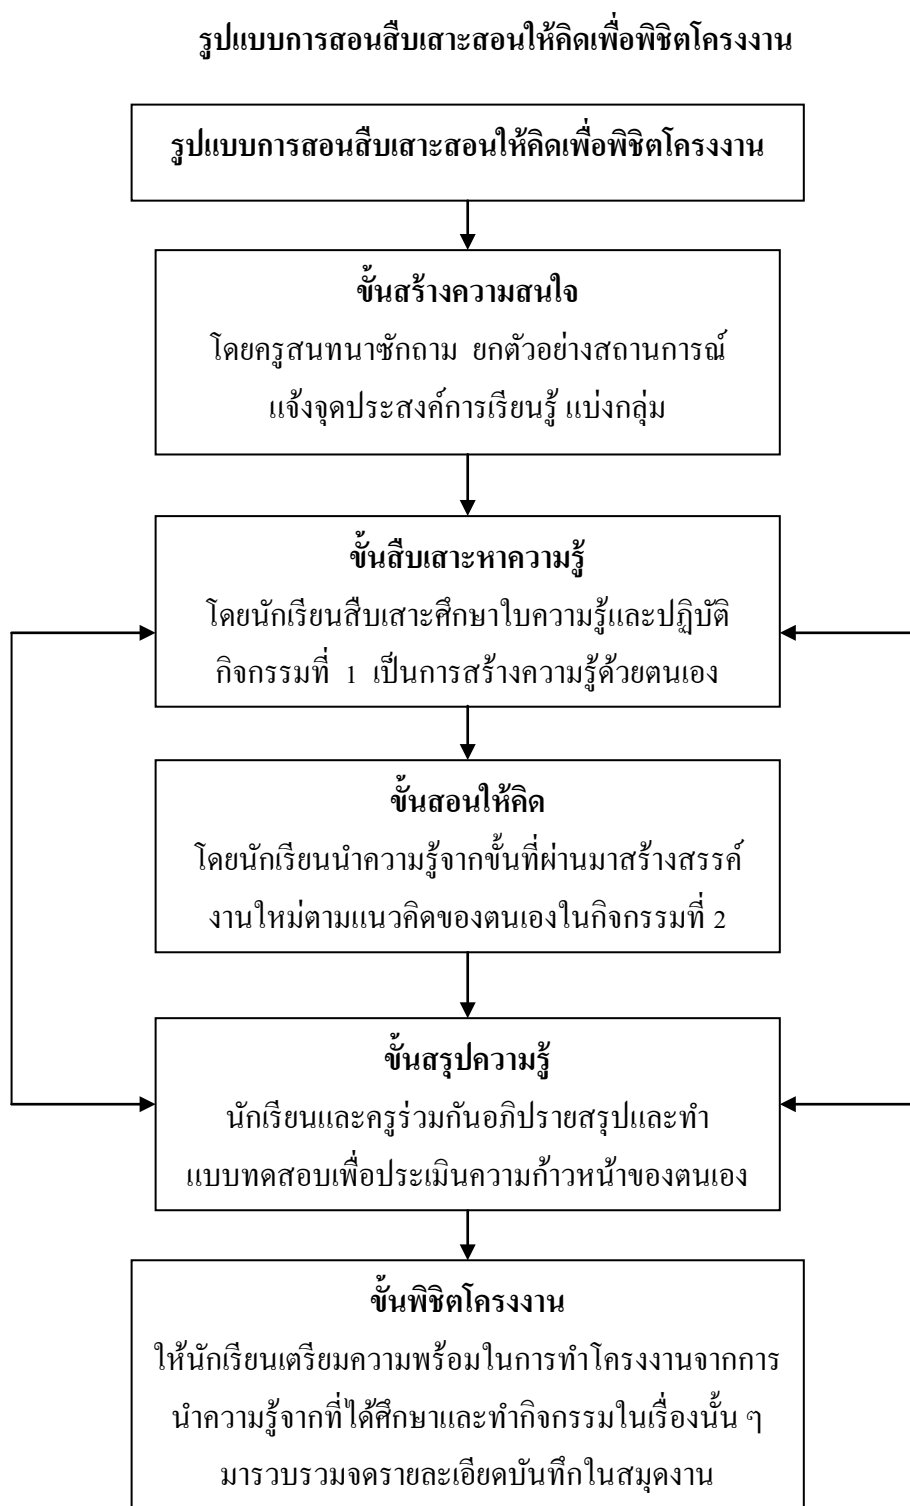 รูปแบบการสอนสืบเสาะสอนให้คิดเพื่อพิชิตโครงงาน
รูปแบบการสอนสืบเสาะสอนให้คิดเพื่อพิชิตโครงงาน
ขั้นสร้างความสนใจ
โดยครูสนทนาซักถาม ยกตัวอย่างสถานการณ์
แจ้งจุดประสงค์การเรียนรู้ แบ่งกลุ่ม
ขั้นสืบเสาะหาความรู้
โดยนักเรียนสืบเสาะศึกษาใบความรู้และปฏิบัติ
กิจกรรมที่ 1 เป็นการสร้างความรู้ด้วยตนเอง
ขั้นสอนให้คิด
โดยนักเรียนนำความรู้จากขั้นที่ผ่านมาสร้างสรรค์
งานใหม่ตามแนวคิดของตนเองในกิจกรรมที่ 2
ขั้นสรุปความรู้
นักเรียนและครูร่วมกันอภิปรายสรุปและทำ
แบบทดสอบเพื่อประเมินความก้าวหน้าของตนเอง
ขั้นพิชิตโครงงาน
ให้นักเรียนเตรียมความพร้อมในการทำโครงงานจากการ
นำความรู้จากที่ได้ศึกษาและทำกิจกรรมในเรื่องนั้น ๆ
มารวบรวมจดรายละเอียดบันทึกในสมุดงาน